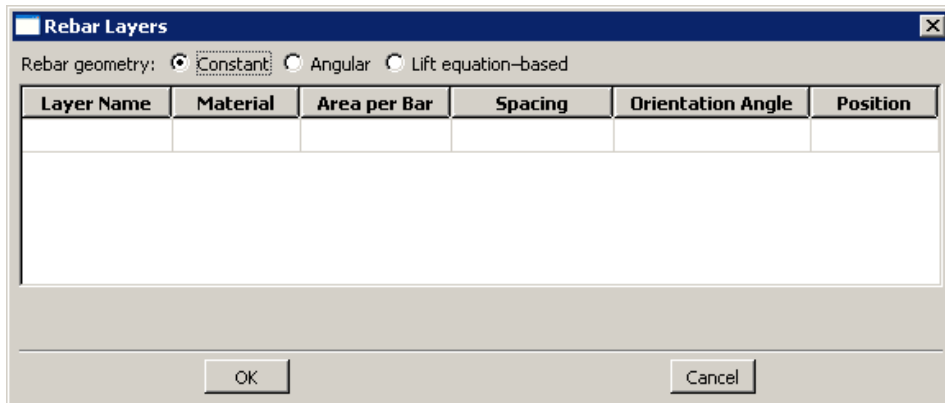 Rebar Layers
Rebar geometry: Constant Angular Lift equation-based
Layer Name Material Area per Bar Spacing Orientation Angle Position
OK Cancel